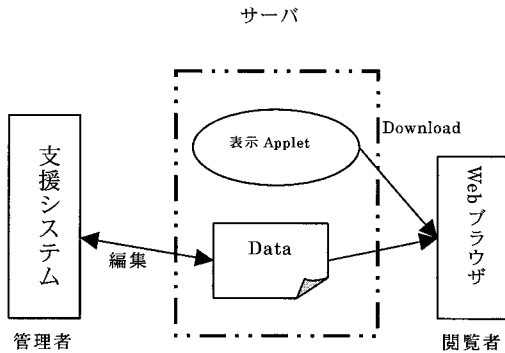 サーバ
表示 Applet
Download
支援システム
Webブラウザ
Data
編集
管理者
閲覧者